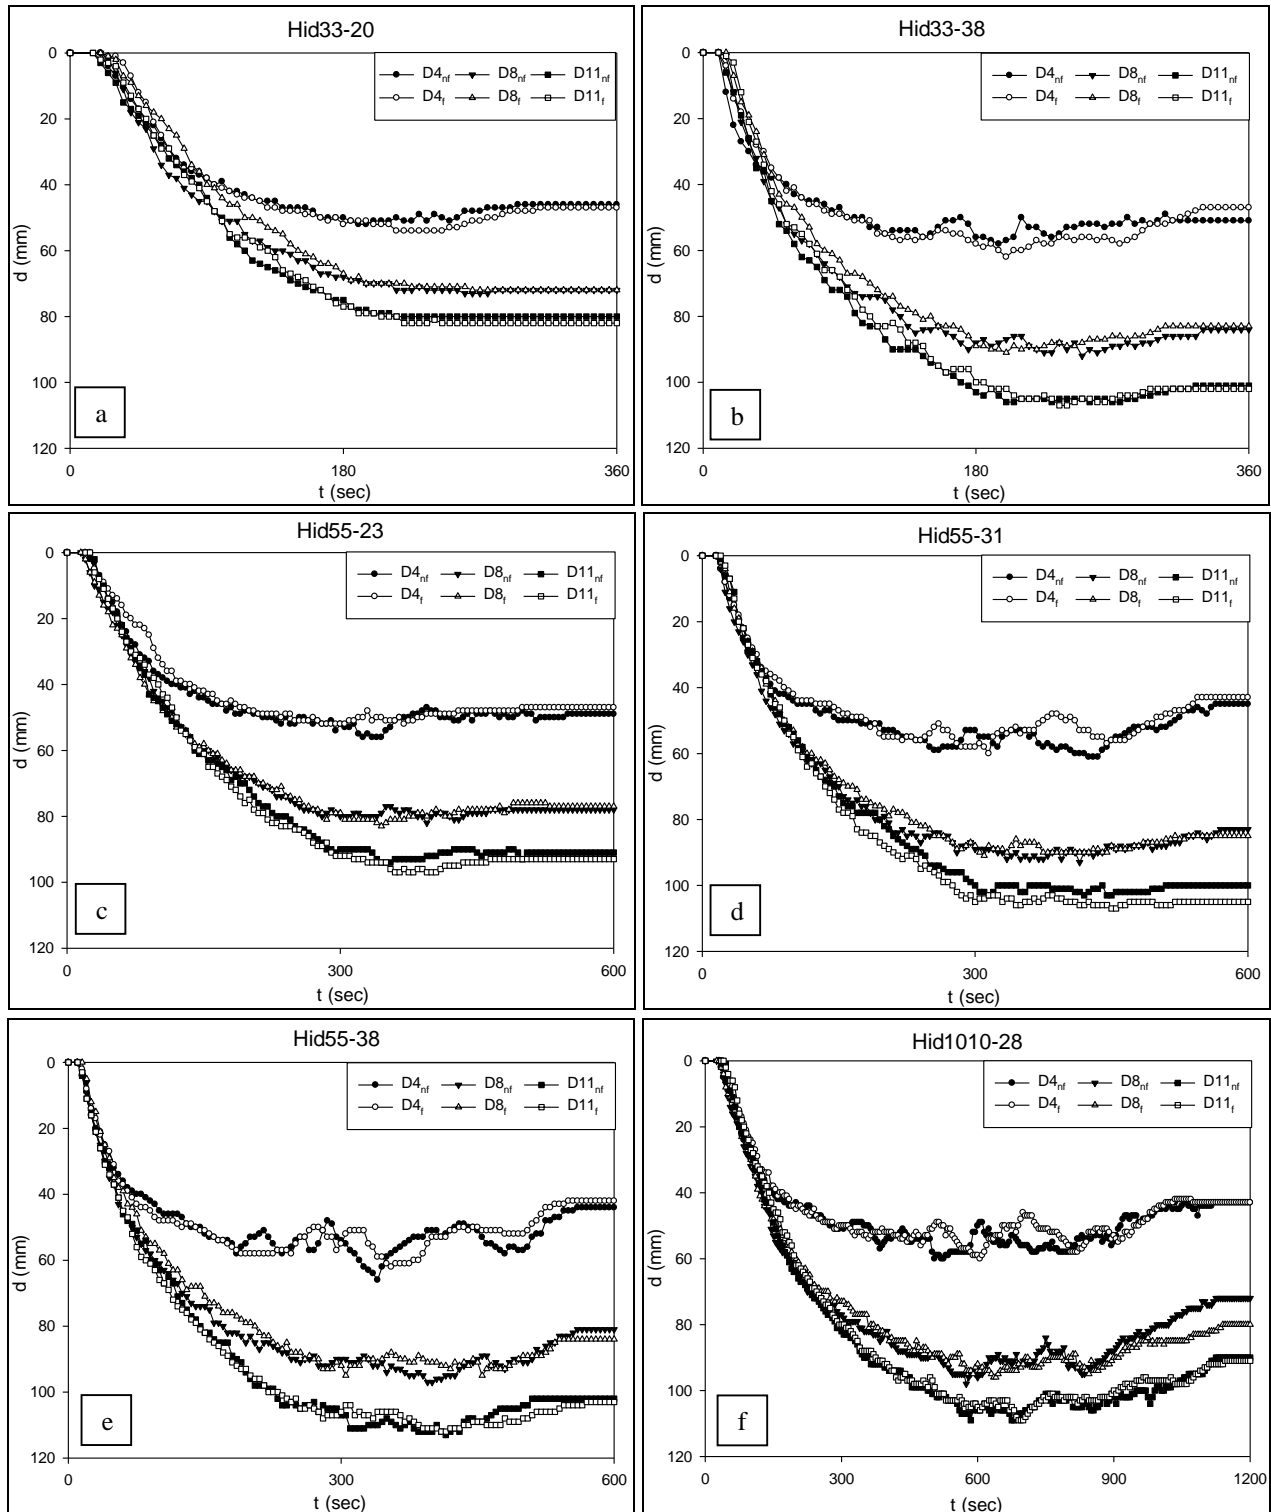 Hid33-20
D4nf D8nf D11nf
D4f D8f D11f
0
20
40
60
80
100
120
d (mm)
a
0 180 360
t (sec)
Hid33-38
D4nf D8nf D11nf
D4f D8f D11f
0
20
40
60
80
100
120
d (mm)
b
0 180 360
t (sec)
Hid55-23
D4nf D8nf D11nf
D4f D8f D11f
0
20
40
60
80
100
120
d (mm)
c
0 300 600
t (sec)
Hid55-31
D4nf D8nf D11nf
D4f D8f D11f
0
20
40
60
80
100
120
d (mm)
d
0 300 600
t (sec)
Hid55-38
D4nf D8nf D11nf
D4f D8f D11f
0
20
40
60
80
100
120
d (mm)
e
0 300 600
t (sec)
Hid1010-28
D4nf D8nf D11nf
D4f D8f D11f
0
20
40
60
80
100
120
d (mm)
f
0 300 600 900 1200
t (sec)